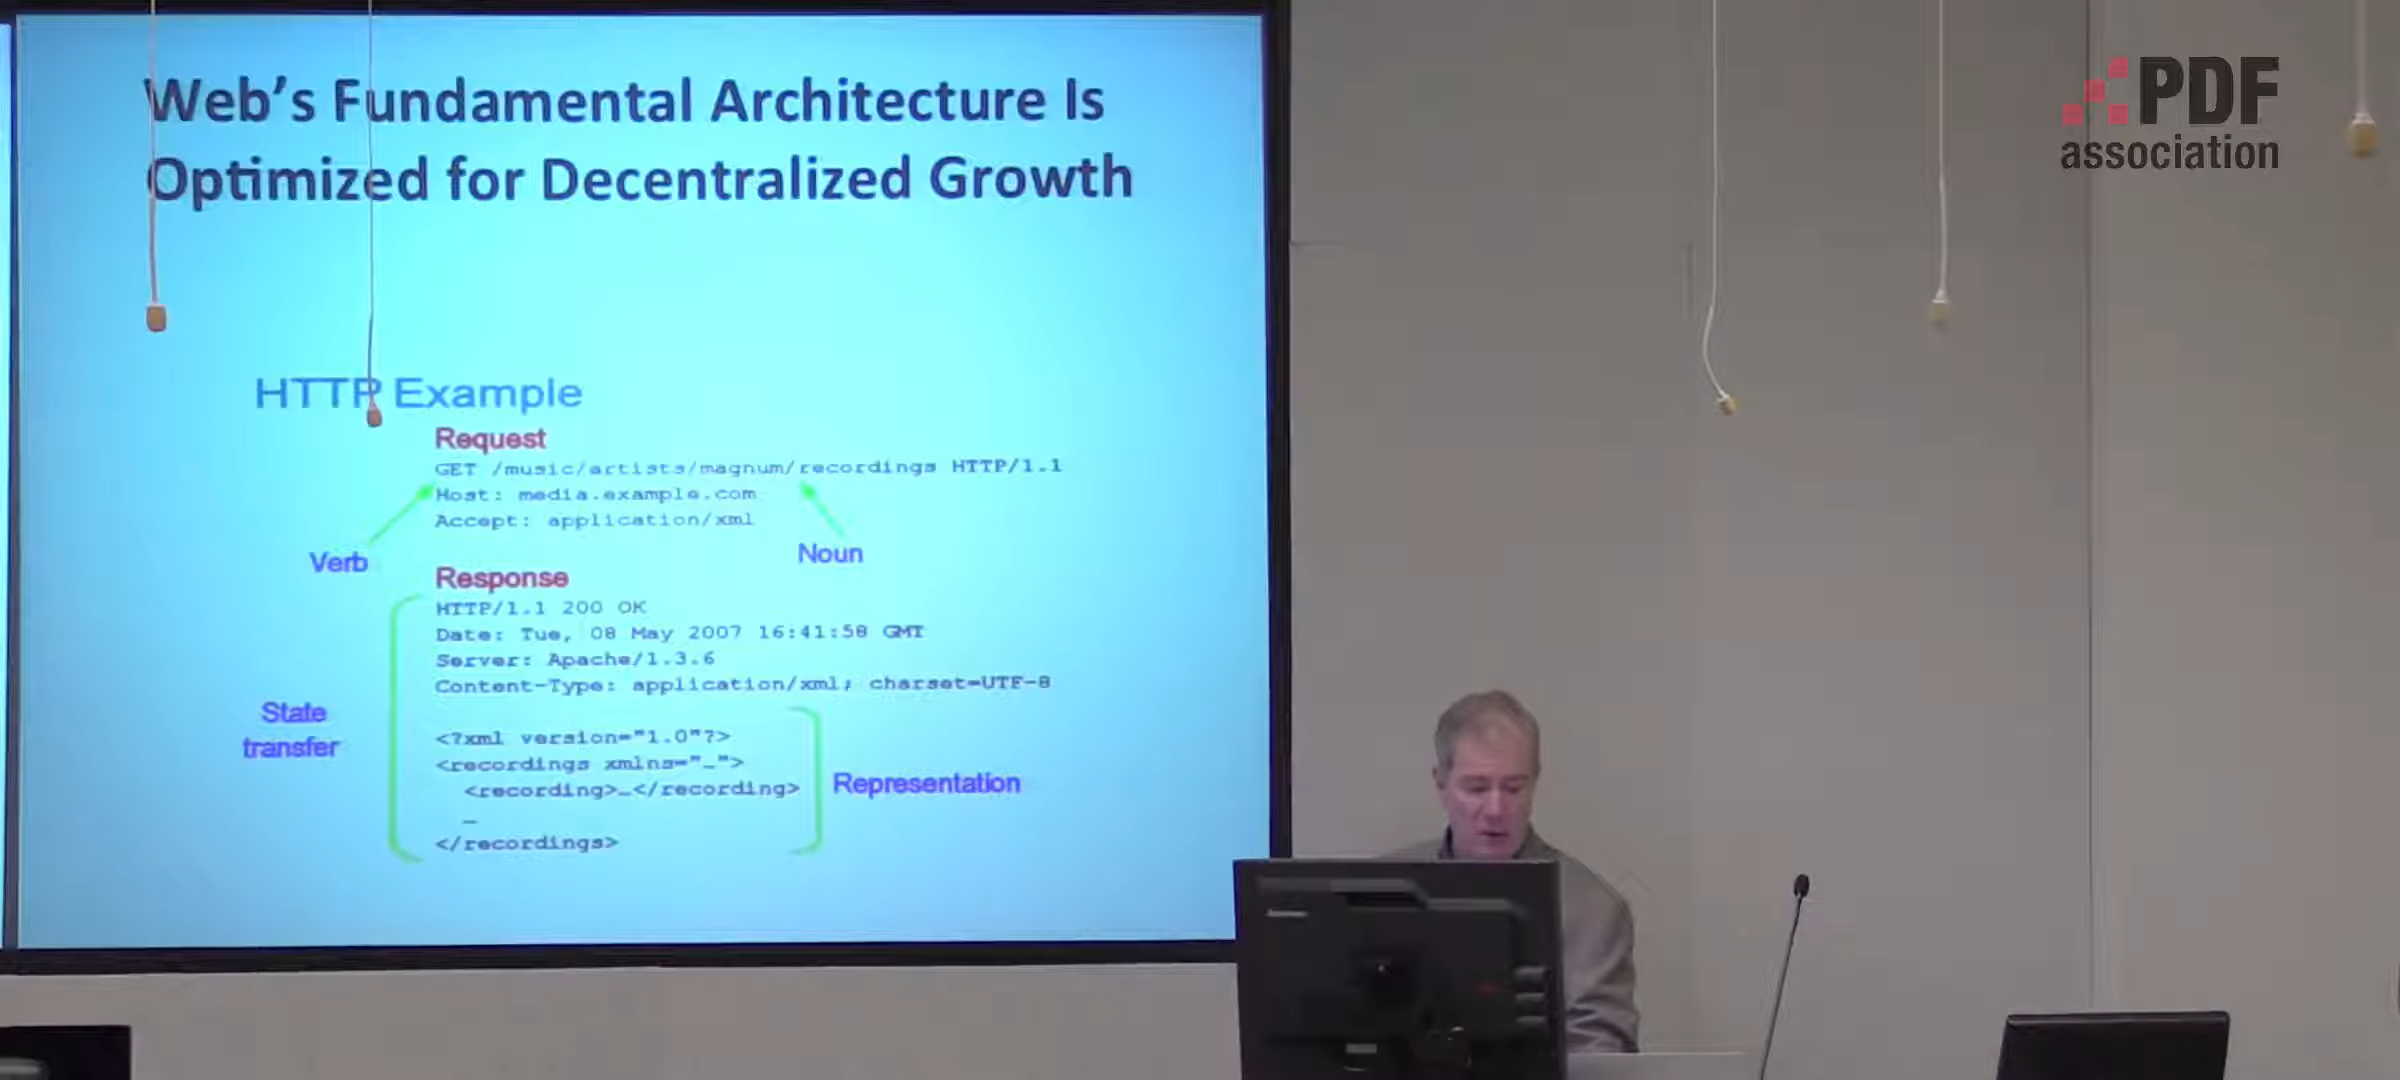 Web's Fundamental Architecture Is
Optimized for Decentralized Growth
PDF
association
HTTP Example
Request
GET /music/artists/magnum/recordings HTTP/1.1
Host: media.example.com
Accept: application/xml
Verb
Noun
Response
HTTP/1.1 200 OK
Date: Tue, 08 May 2007 16:41:58 GMT
Server: Apache/1.3.6
Content-Type: application/xml; charset=UTF-8
State
transfer
<?xml version="1.0"?>
<recordings xmlns="…">
<recording>…</recording>
…
</recordings>
Representation